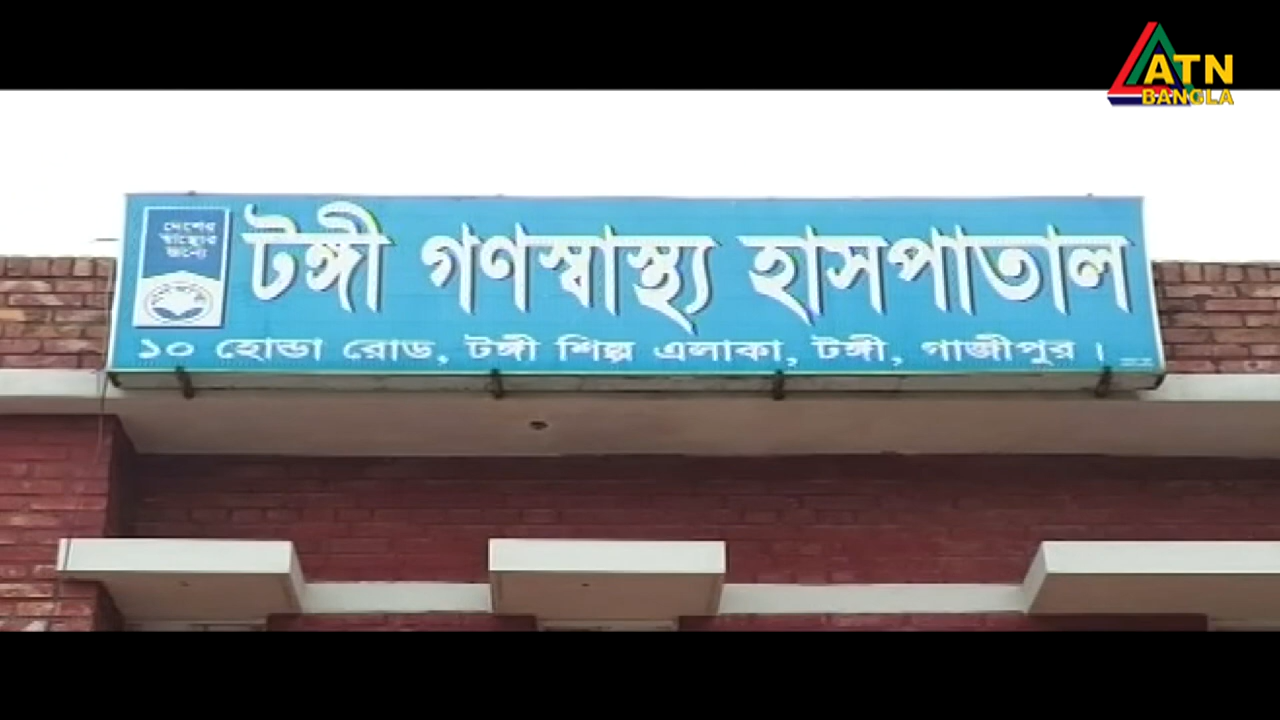 ATN
BANGLA
দেশের
স্বাস্থ্যের
জন্যে
টঙ্গী গণস্বাস্থ্য হাসপাতাল
১০ হোন্ডা রোড, টঙ্গী শিল্প এলাকা, টঙ্গী, গাজীপুর।